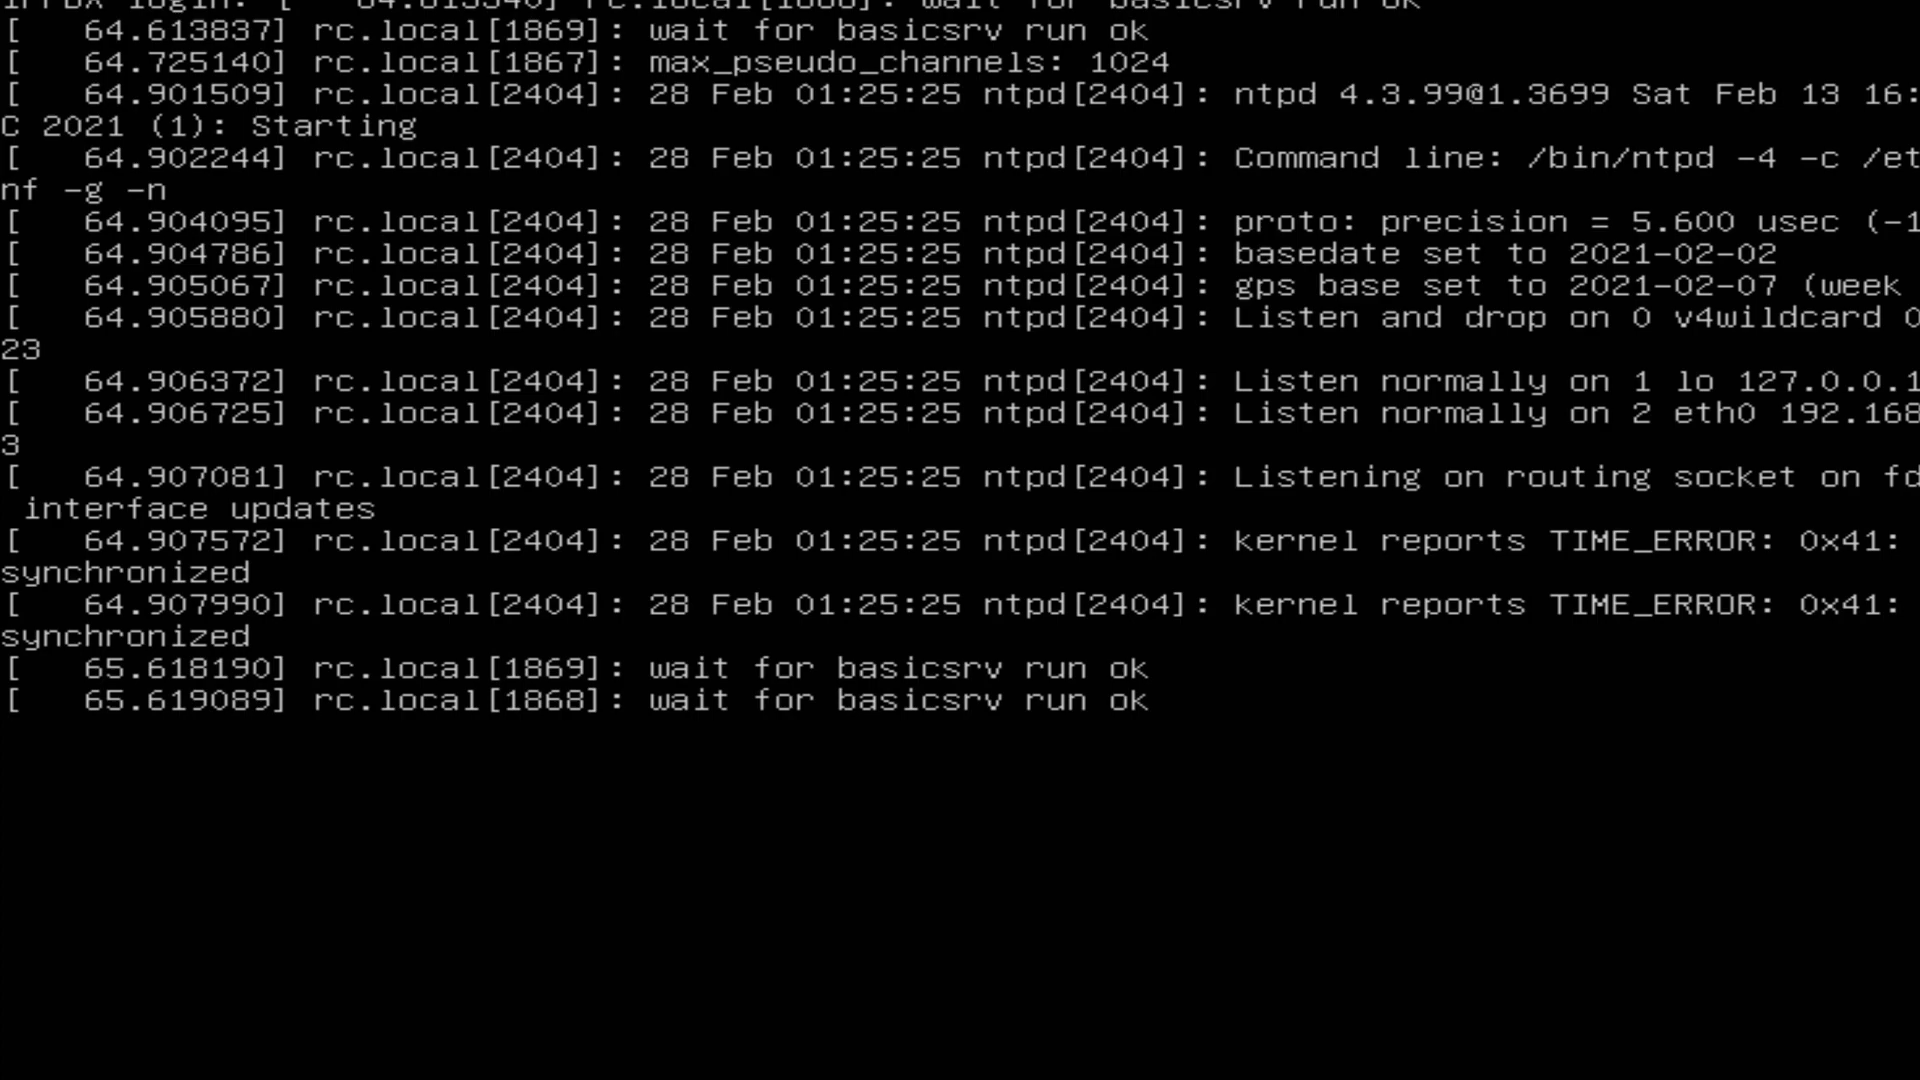 login: [ 64.613340] rc.local[1868]: wait for basicsrv run ok
[   64.613837] rc.local[1869]: wait for basicsrv run ok
[   64.725140] rc.local[1867]: max_pseudo_channels: 1024
[   64.901509] rc.local[2404]: 28 Feb 01:25:25 ntpd[2404]: ntpd 4.3.99@1.3699 Sat Feb 13 16:
C 2021 (1): Starting
[   64.902244] rc.local[2404]: 28 Feb 01:25:25 ntpd[2404]: Command line: /bin/ntpd -4 -c /et
nf -g -n
[   64.904095] rc.local[2404]: 28 Feb 01:25:25 ntpd[2404]: proto: precision = 5.600 usec (-1
[   64.904786] rc.local[2404]: 28 Feb 01:25:25 ntpd[2404]: basedate set to 2021-02-02
[   64.905067] rc.local[2404]: 28 Feb 01:25:25 ntpd[2404]: gps base set to 2021-02-07 (week
[   64.905880] rc.local[2404]: 28 Feb 01:25:25 ntpd[2404]: Listen and drop on 0 v4wildcard 0
23
[   64.906372] rc.local[2404]: 28 Feb 01:25:25 ntpd[2404]: Listen normally on 1 lo 127.0.0.1
[   64.906725] rc.local[2404]: 28 Feb 01:25:25 ntpd[2404]: Listen normally on 2 eth0 192.168
3
[   64.907081] rc.local[2404]: 28 Feb 01:25:25 ntpd[2404]: Listening on routing socket on fd
interface updates
[   64.907572] rc.local[2404]: 28 Feb 01:25:25 ntpd[2404]: kernel reports TIME_ERROR: 0x41:
synchronized
[   64.907990] rc.local[2404]: 28 Feb 01:25:25 ntpd[2404]: kernel reports TIME_ERROR: 0x41:
synchronized
[   65.618190] rc.local[1869]: wait for basicsrv run ok
[   65.619089] rc.local[1868]: wait for basicsrv run ok